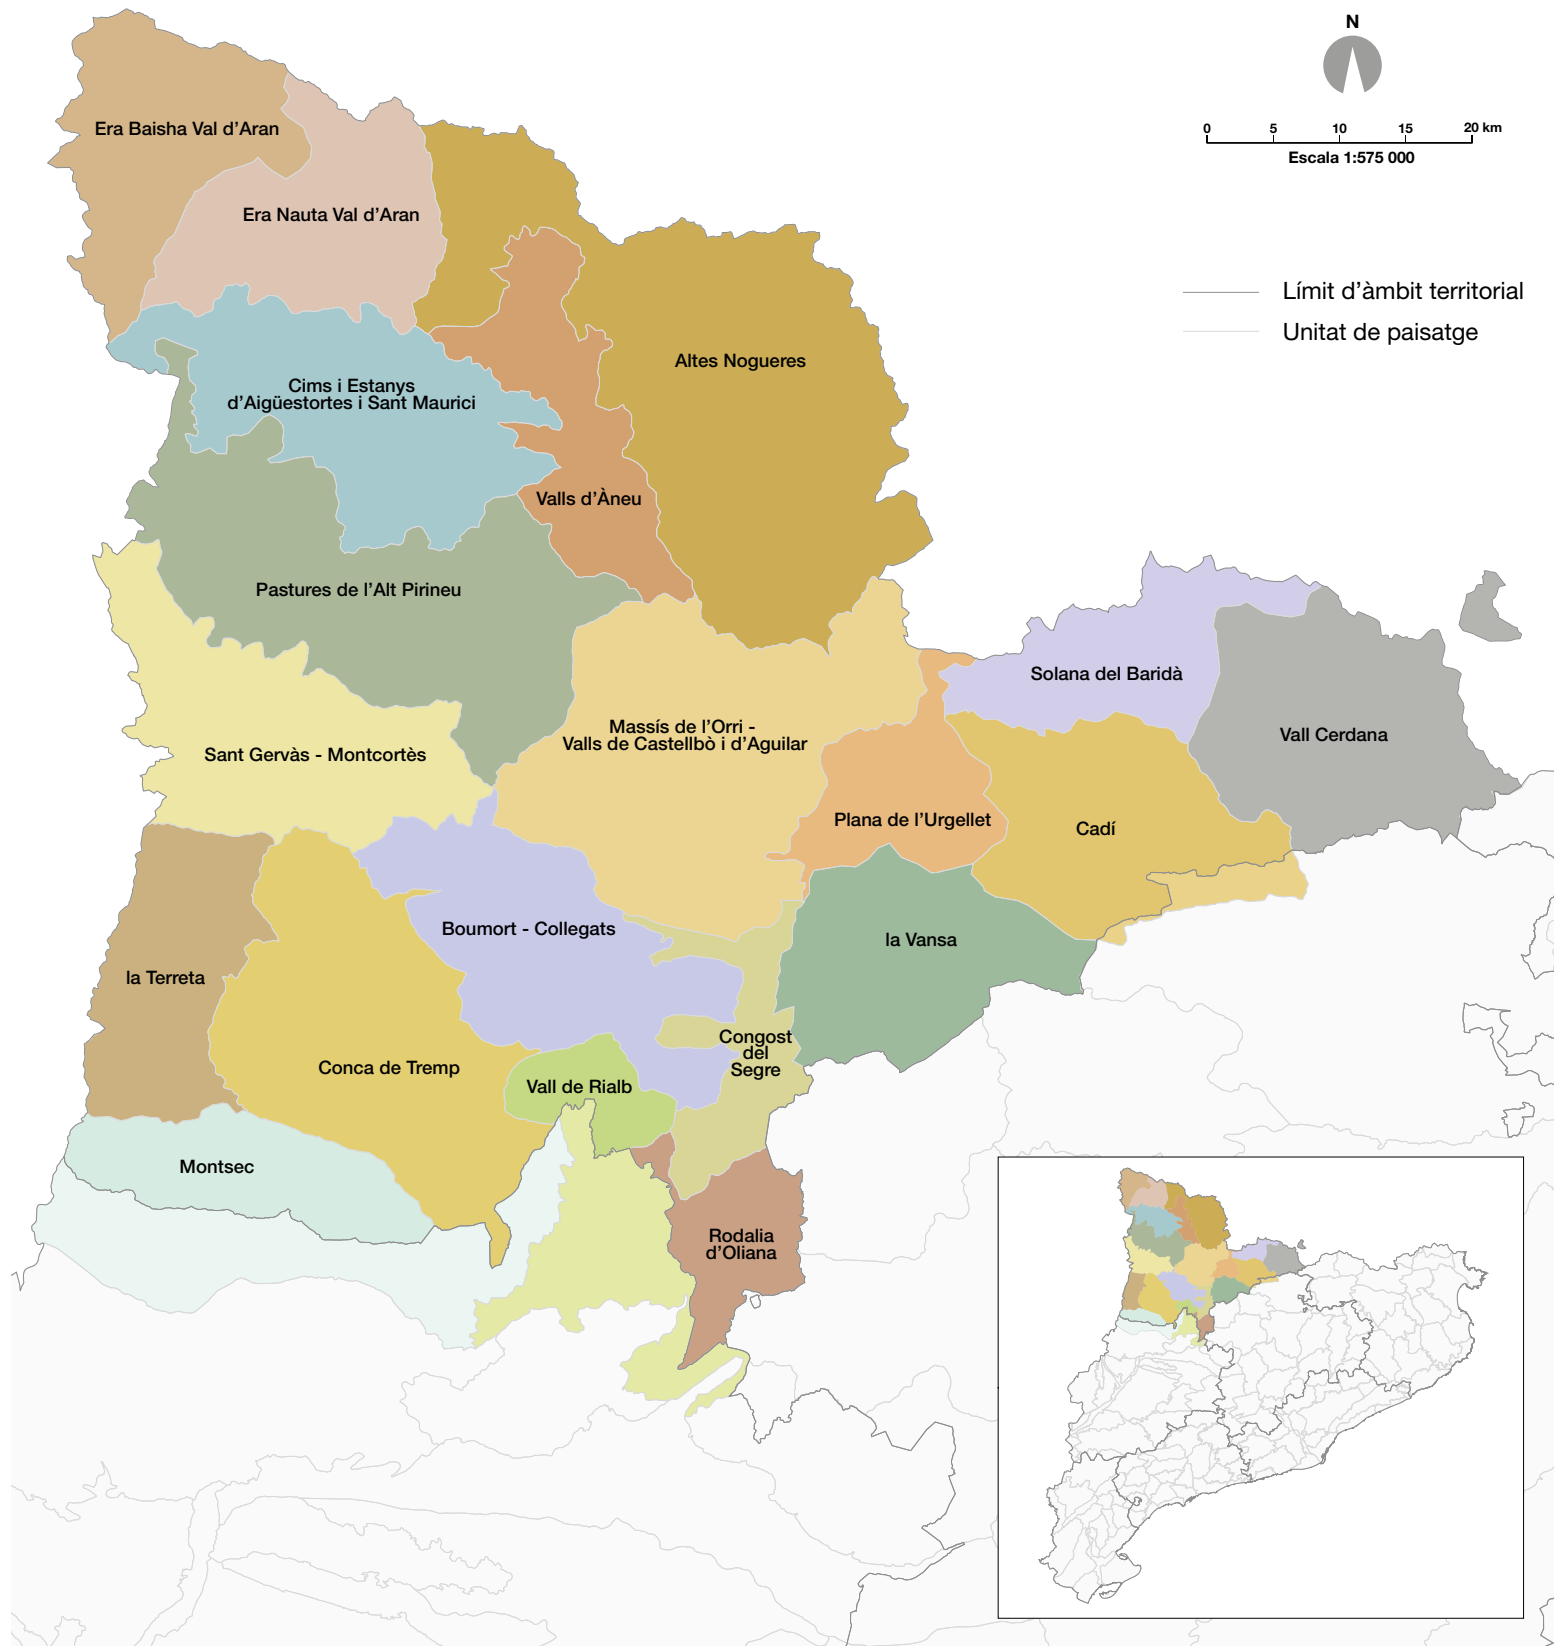 N
0 5 10 15 20 km
Escala 1:575 000
Límit d’àmbit territorial
Unitat de paisatge
Era Baisha Val d’Aran
Era Nauta Val d’Aran
Altes Nogueres
Cims i Estanys
d’Aigüestortes i Sant Maurici
Valls d’Àneu
Pastures de l’Alt Pirineu
Solana del Baridà
Massís de l’Orri -
Valls de Castellbò i d’Aguilar
Vall Cerdana
Sant Gervàs - Montcortès
Plana de l’Urgellet
Cadí
Boumort - Collegats
la Vansa
la Terreta
Congost
del
Segre
Conca de Tremp
Vall de Rialb
Montsec
Rodalia
d’Oliana